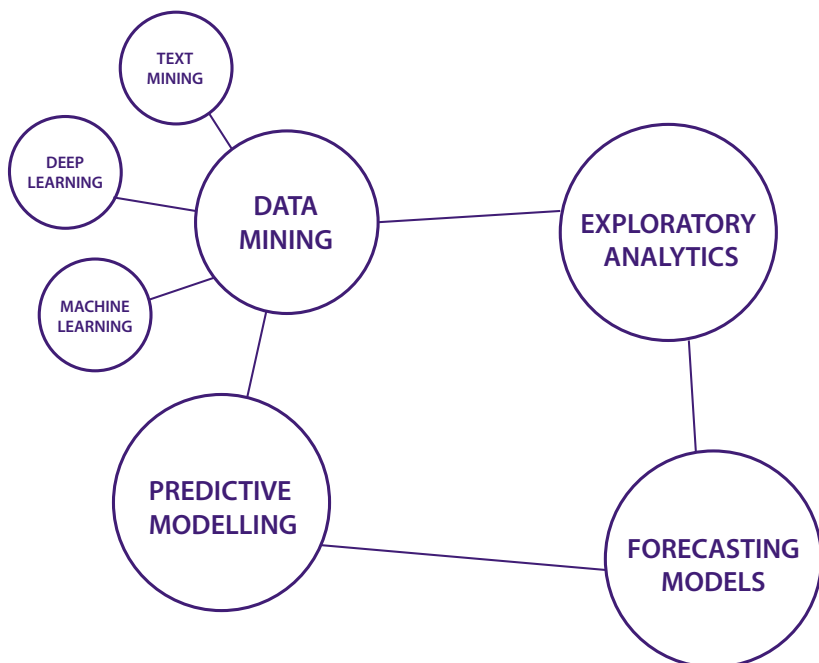 TEXT
MINING
DEEP
LEARNING
DATA
MINING
EXPLORATORY
ANALYTICS
MACHINE
LEARNING
PREDICTIVE
MODELLING
FORECASTING
MODELS